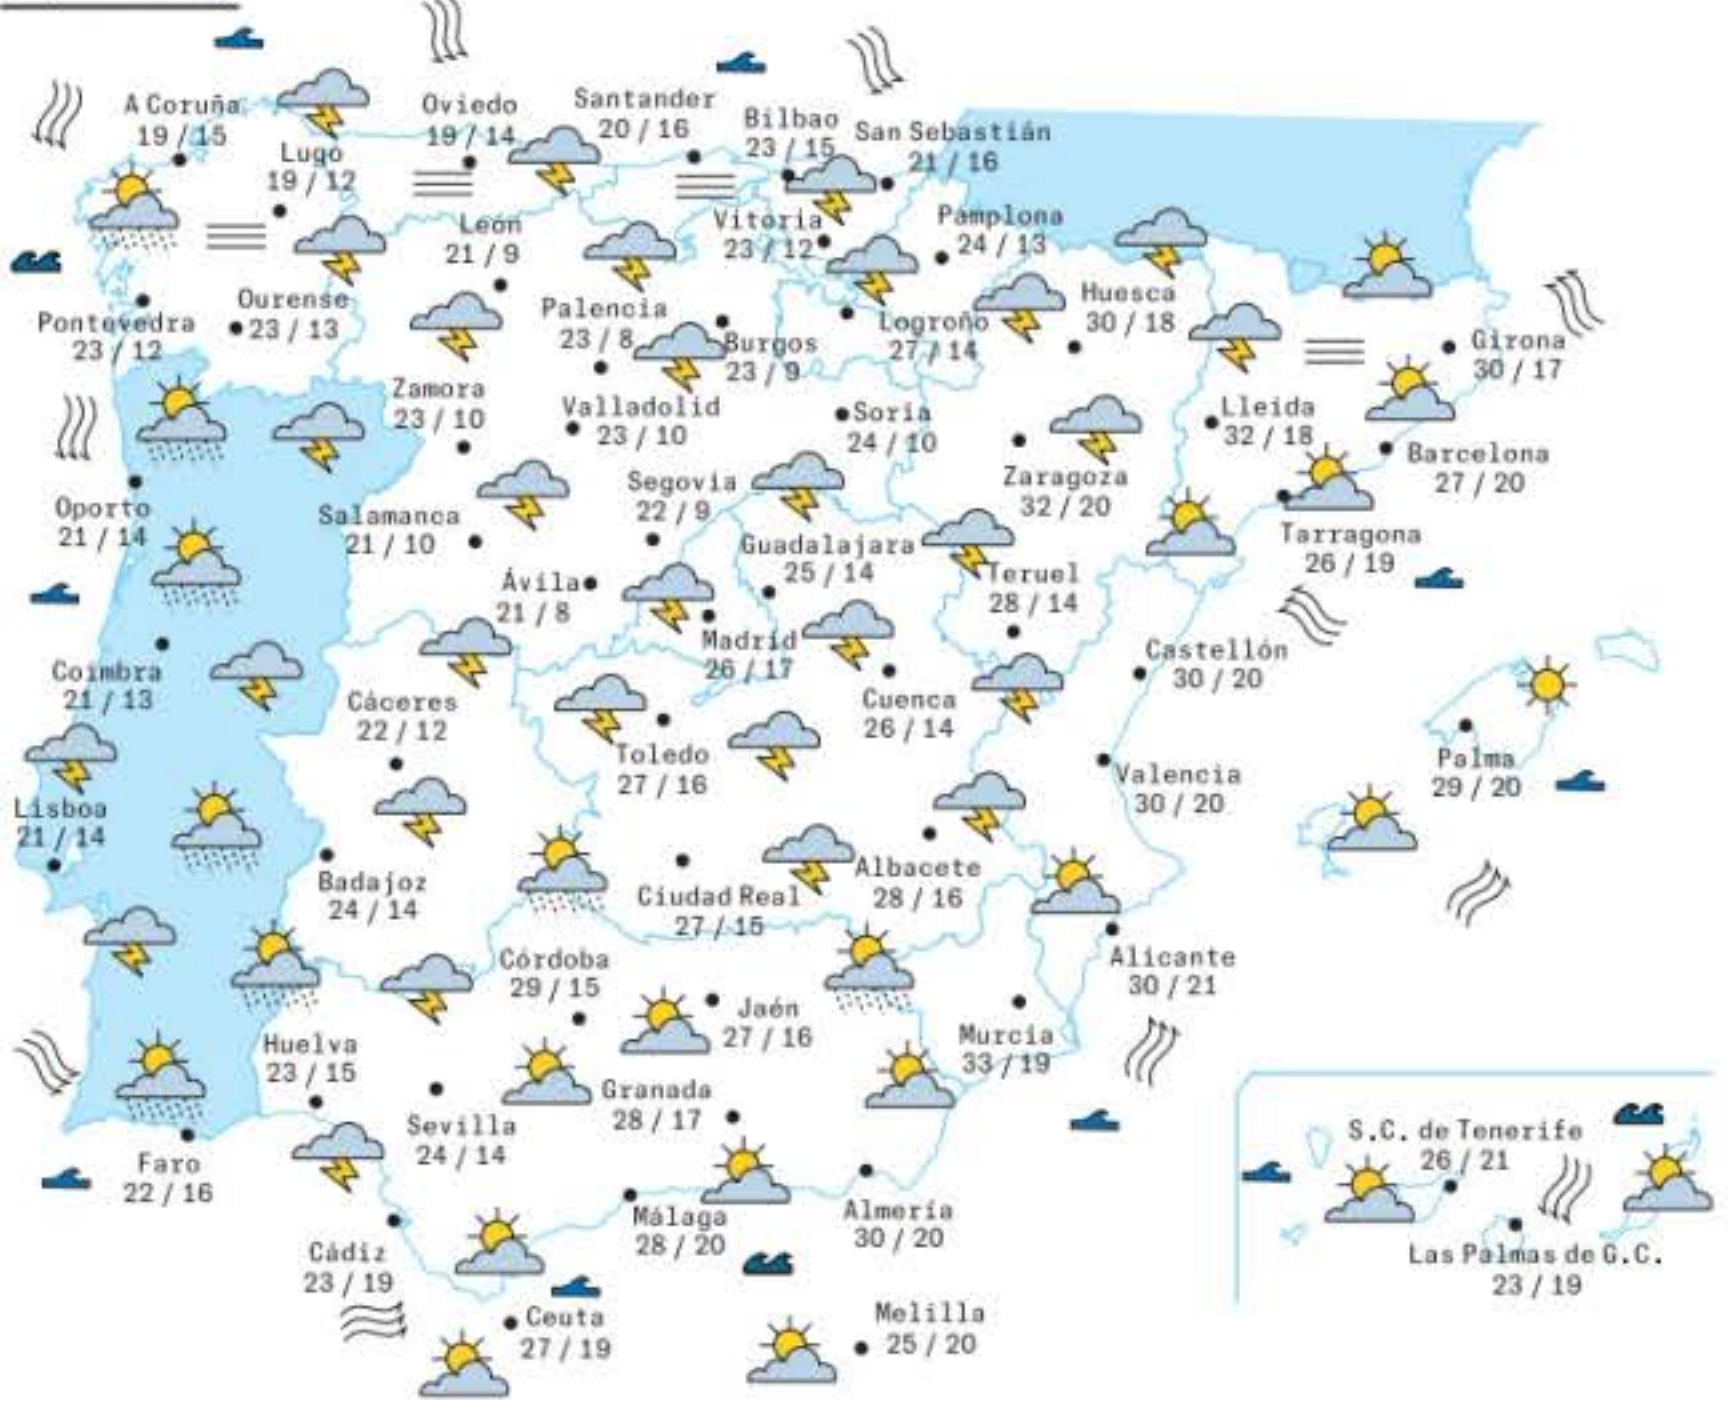 A Coruña
19 / 15
Oviedo
19 / 14
Santander
20 / 16
Bilbao
23 / 15
San Sebastián
21 / 16
Lugo
19 / 12
León
21 / 9
Vitoria
23 / 12
Pamplona
24 / 13
Pontevedra
23 / 12
Ourense
23 / 13
Palencia
23 / 8
Burgos
23 / 9
Logroño
27 / 14
Huesca
30 / 18
Girona
30 / 17
Zamora
23 / 10
Valladolid
23 / 10
Soria
24 / 10
Lleida
32 / 18
Barcelona
27 / 20
Zaragoza
32 / 20
Oporto
21 / 14
Salamanca
21 / 10
Segovia
22 / 9
Guadalajara
25 / 14
Tarragona
26 / 19
Ávila
21 / 8
Teruel
28 / 14
Madrid
26 / 17
Castellón
30 / 20
Coimbra
21 / 13
Cáceres
22 / 12
Cuenca
26 / 14
Toledo
27 / 16
Palma
29 / 20
Valencia
30 / 20
Lisboa
21 / 14
Badajoz
24 / 14
Ciudad Real
27 / 15
Albacete
28 / 16
Córdoba
29 / 15
Alicante
30 / 21
Jaén
27 / 16
Murcia
33 / 19
Huelva
23 / 15
Granada
28 / 17
Sevilla
24 / 14
Faro
22 / 16
S.C. de Tenerife
26 / 21
Málaga
28 / 20
Almería
30 / 20
Cádiz
23 / 19
Las Palmas de G.C.
23 / 19
Ceuta
27 / 19
Melilla
25 / 20